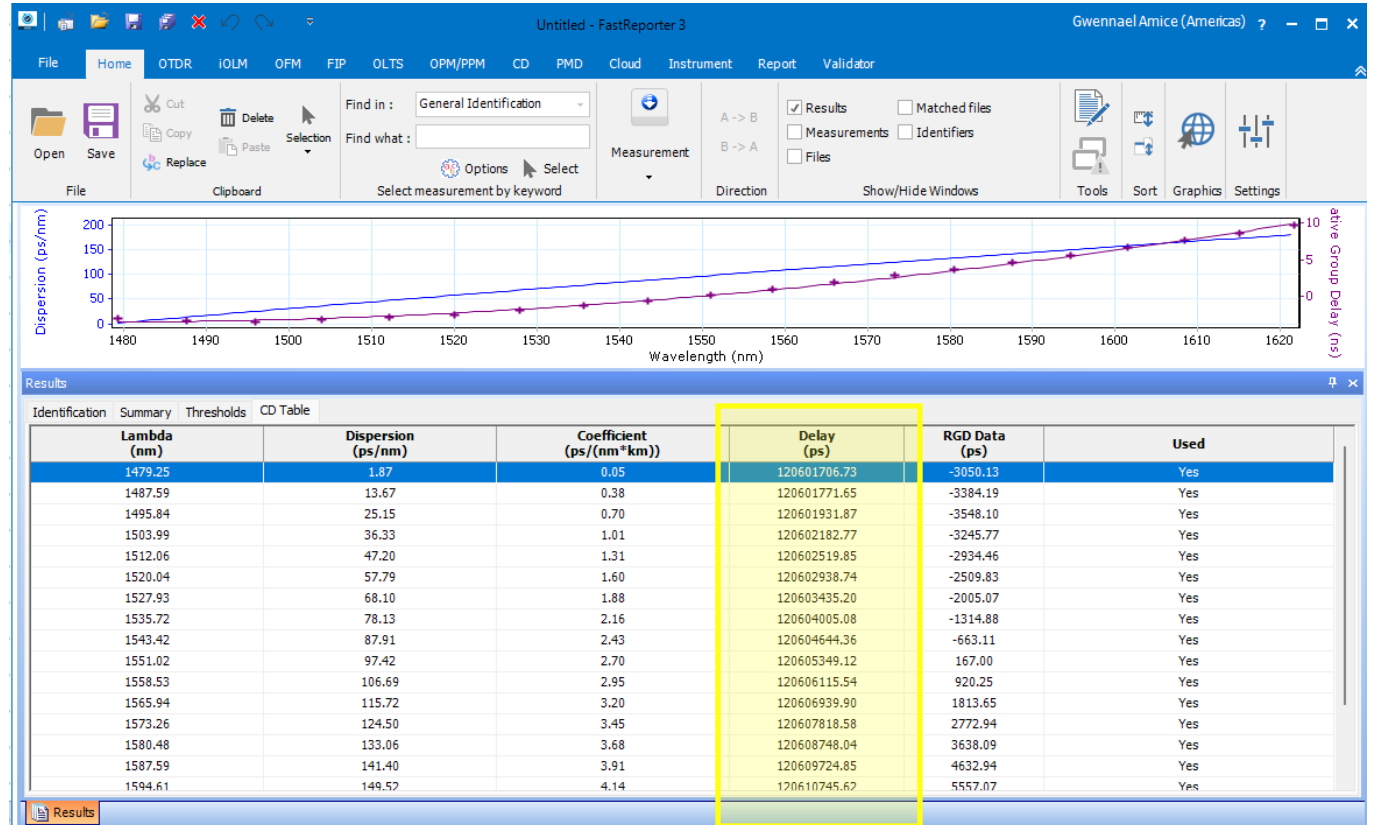 Untitled - FastReporter 3
Gwennael Amice (Americas) ?
File Home OTDR iOLM OFM FIP OLTS OPM/PPM CD PMD Cloud Instrument Report Validator
Open Save
File
Cut
Copy
Replace
Delete
Paste
Selection
Clipboard
Find in : General Identification
Find what :
Options Select
Select measurement by keyword
Measurement
A -> B
B -> A
Direction
Results Matched files
Measurements Identifiers
Files
Show/Hide Windows
Tools Sort Graphics Settings
Dispersion (ps/nm)
200
150
100
50
0
10
5
0
ative Group Delay (ns)
1480 1490 1500 1510 1520 1530 1540 1550 1560 1570 1580 1590 1600 1610 1620
Wavelength (nm)
Results
Identification Summary Thresholds CD Table
Lambda (nm) Dispersion (ps/nm) Coefficient (ps/(nm*km)) Delay (ps) RGD Data (ps) Used
1479.25 1.87 0.05 120601706.73 -3050.13 Yes
1487.59 13.67 0.38 120601771.65 -3384.19 Yes
1495.84 25.15 0.70 120601931.87 -3548.10 Yes
1503.99 36.33 1.01 120602182.77 -3245.77 Yes
1512.06 47.20 1.31 120602519.85 -2934.46 Yes
1520.04 57.79 1.60 120602938.74 -2509.83 Yes
1527.93 68.10 1.88 120603435.20 -2005.07 Yes
1535.72 78.13 2.16 120604005.08 -1314.88 Yes
1543.42 87.91 2.43 120604644.36 -663.11 Yes
1551.02 97.42 2.70 120605349.12 167.00 Yes
1558.53 106.69 2.95 120606115.54 920.25 Yes
1565.94 115.72 3.20 120606939.90 1813.65 Yes
1573.26 124.50 3.45 120607818.58 2772.94 Yes
1580.48 133.06 3.68 120608748.04 3638.09 Yes
1587.59 141.40 3.91 120609724.85 4632.94 Yes
1594.61 149.52 4.14 120610745.62 5557.07 Yes
Results